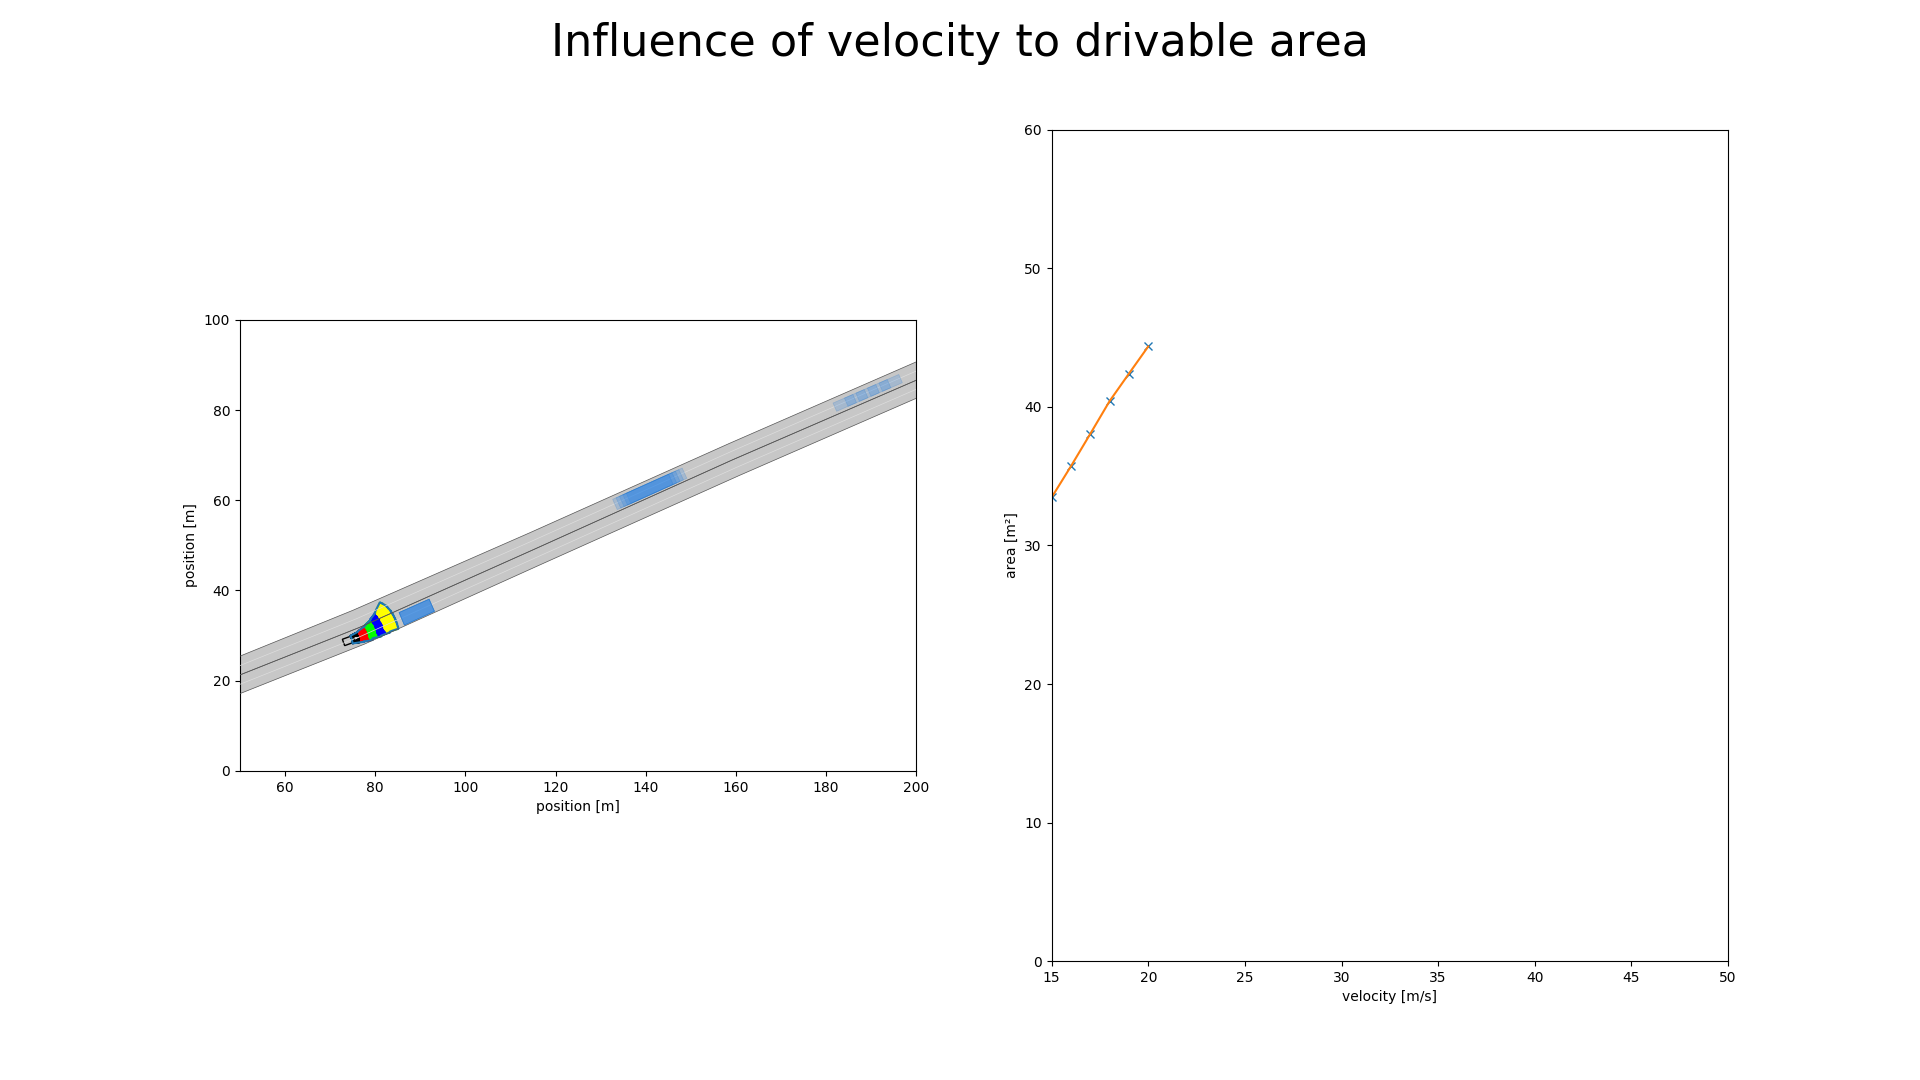 Influence of velocity to drivable area
100
80
60
40
20
0
position [m]
60 80 100 120 140 160 180 200
position [m]
60
50
40
30
20
10
0
area [m²]
15 20 25 30 35 40 45 50
velocity [m/s]